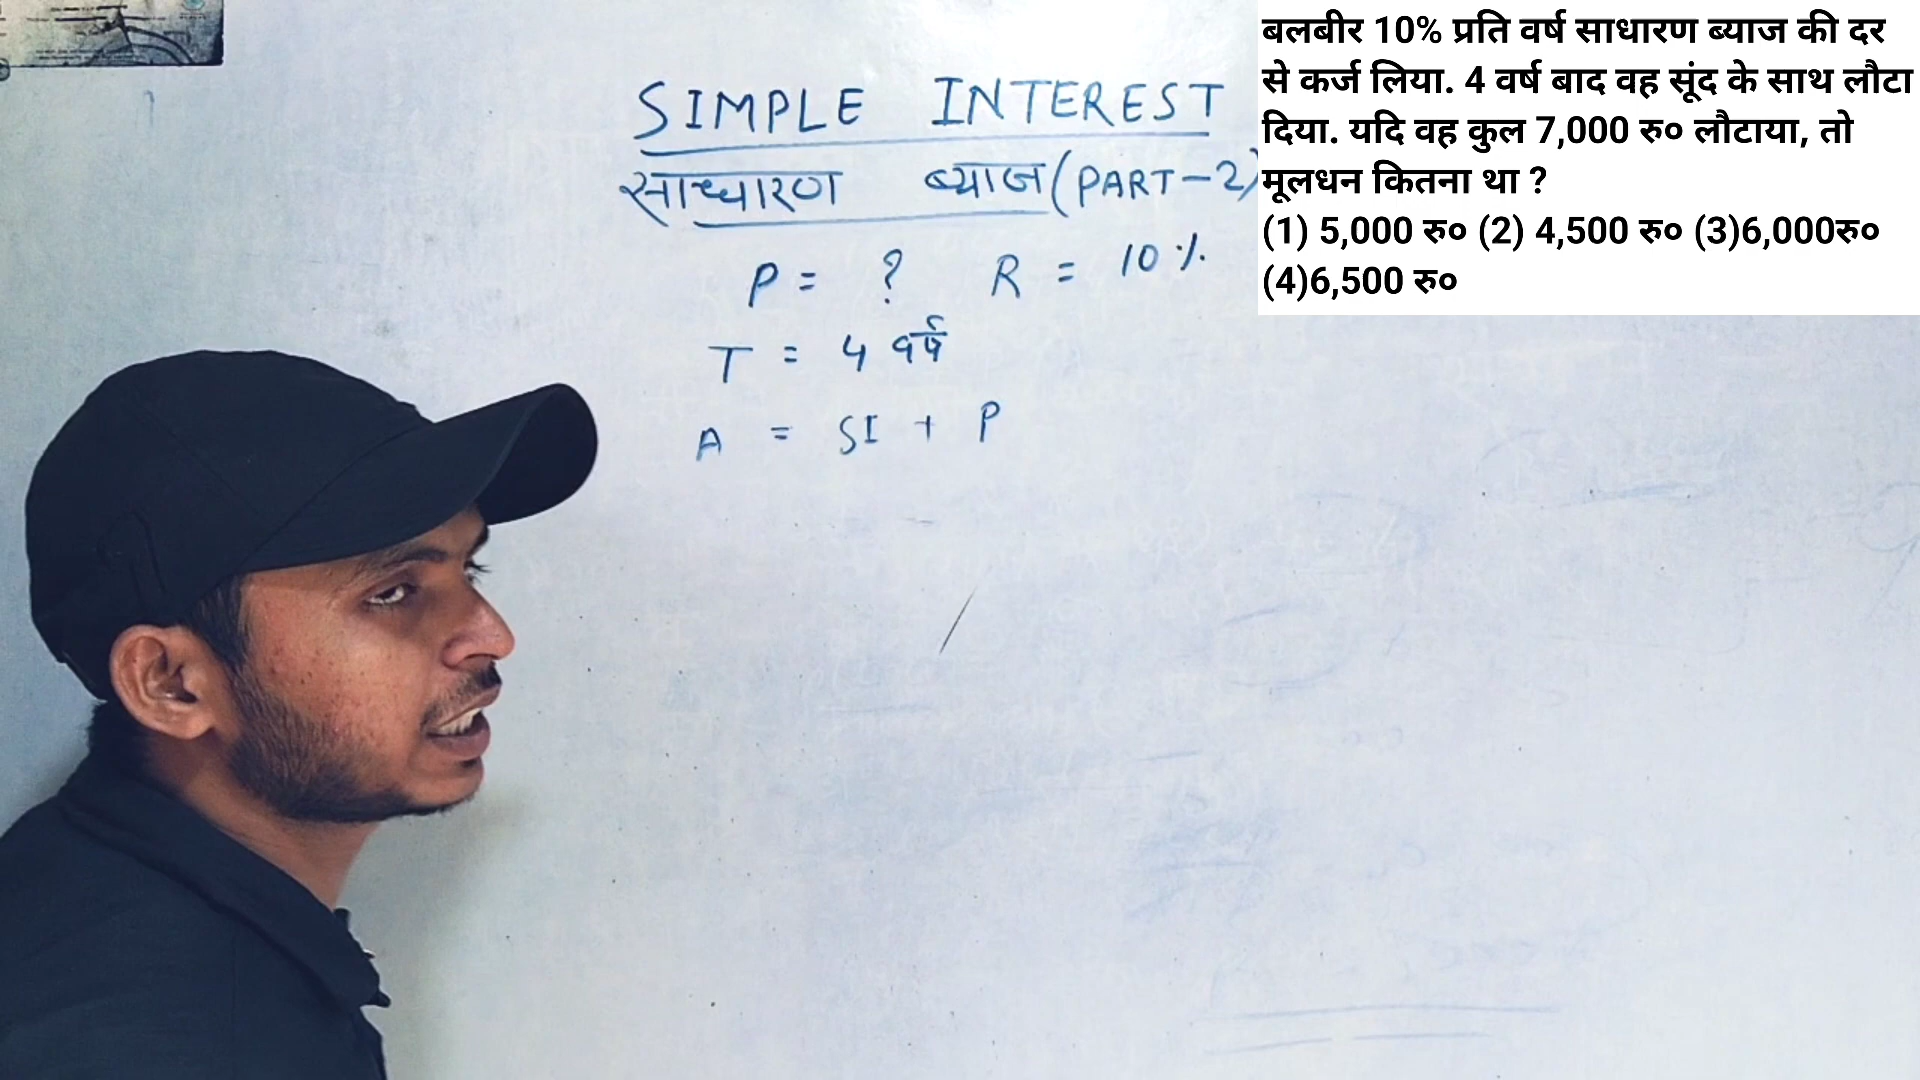 SIMPLE INTEREST
साधारण ब्याज (PART-2)
P = ? R = 10%
T = 4 वर्ष
A = SI + P
बलबीर 10% प्रति वर्ष साधारण ब्याज की दर
से कर्ज लिया. 4 वर्ष बाद वह सूंद के साथ लौटा
दिया. यदि वह कुल 7,000 रु० लौटाया, तो
मूलधन कितना था ?
(1) 5,000 रु० (2) 4,500 रु० (3)6,000रु०
(4)6,500 रु०